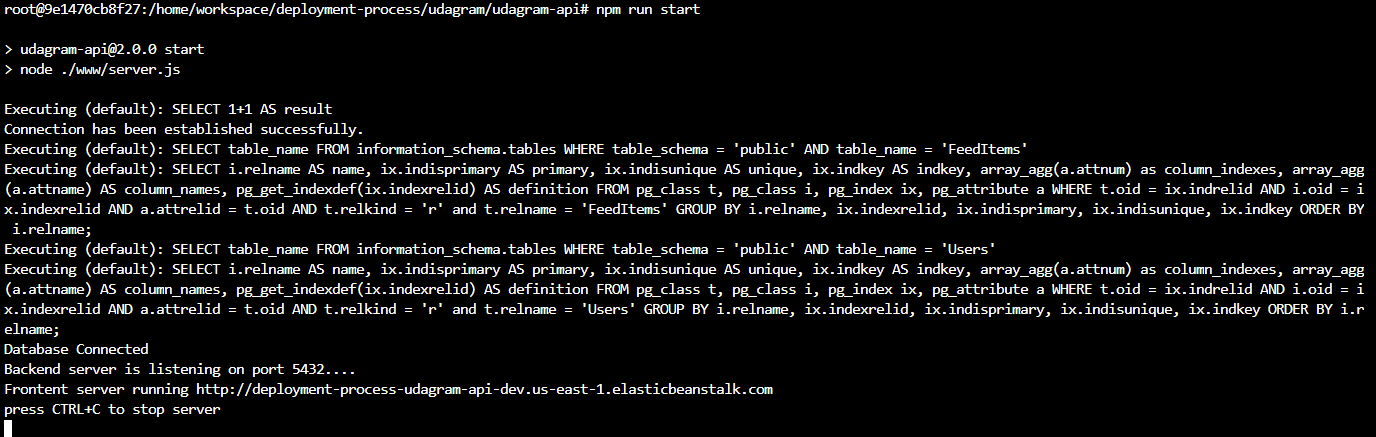 root@9e1470cb8f27:/home/workspace/deployment-process/udagram/udagram-api# npm run start
> udagram-api@2.0.0 start
> node ./www/server.js
Executing (default): SELECT 1+1 AS result
Connection has been established successfully.
Executing (default): SELECT table_name FROM information_schema.tables WHERE table_schema = 'public' AND table_name = 'FeedItems'
Executing (default): SELECT i.relname AS name, ix.indisprimary AS primary, ix.indisunique AS unique, ix.indkey AS indkey, array_agg(a.attnum) as column_indexes, array_agg
(a.attname) AS column_names, pg_get_indexdef(ix.indexrelid) AS definition FROM pg_class t, pg_class i, pg_index ix, pg_attribute a WHERE t.oid = ix.indrelid AND i.oid = i
x.indexrelid AND a.attrelid = t.oid AND t.relkind = 'r' and t.relname = 'FeedItems' GROUP BY i.relname, ix.indexrelid, ix.indisprimary, ix.indisunique, ix.indkey ORDER BY
 i.relname;
Executing (default): SELECT table_name FROM information_schema.tables WHERE table_schema = 'public' AND table_name = 'Users'
Executing (default): SELECT i.relname AS name, ix.indisprimary AS primary, ix.indisunique AS unique, ix.indkey AS indkey, array_agg(a.attnum) as column_indexes, array_agg
(a.attname) AS column_names, pg_get_indexdef(ix.indexrelid) AS definition FROM pg_class t, pg_class i, pg_index ix, pg_attribute a WHERE t.oid = ix.indrelid AND i.oid = i
x.indexrelid AND a.attrelid = t.oid AND t.relkind = 'r' and t.relname = 'Users' GROUP BY i.relname, ix.indexrelid, ix.indisprimary, ix.indisunique, ix.indkey ORDER BY i.r
elname;
Database Connected
Backend server is listening on port 5432....
Frontent server running http://deployment-process-udagram-api-dev.us-east-1.elasticbeanstalk.com
press CTRL+C to stop server